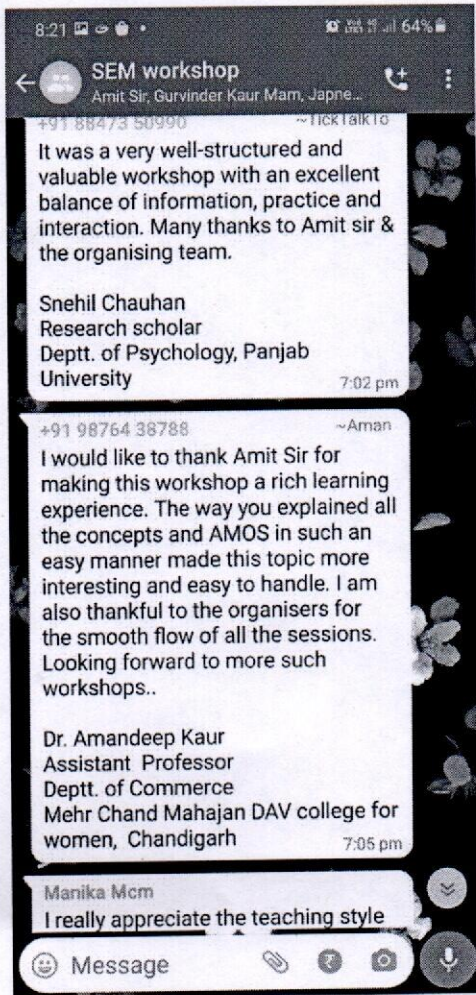 8:21
64%
SEM workshop
Amit Sir, Gurvinder Kaur Mam, Japne...
+91 88473 50990 ~TickTalkTo
It was a very well-structured and
valuable workshop with an excellent
balance of information, practice and
interaction. Many thanks to Amit sir &
the organising team.
Snehil Chauhan
Research scholar
Deptt. of Psychology, Panjab
University
7:02 pm
+91 98764 38788 ~Aman
I would like to thank Amit Sir for
making this workshop a rich learning
experience. The way you explained all
the concepts and AMOS in such an
easy manner made this topic more
interesting and easy to handle. I am
also thankful to the organisers for
the smooth flow of all the sessions.
Looking forward to more such
workshops..
Dr. Amandeep Kaur
Assistant Professor
Deptt. of Commerce
Mehr Chand Mahajan DAV college for
women, Chandigarh
7:05 pm
Manika Mcm
I really appreciate the teaching style
Message